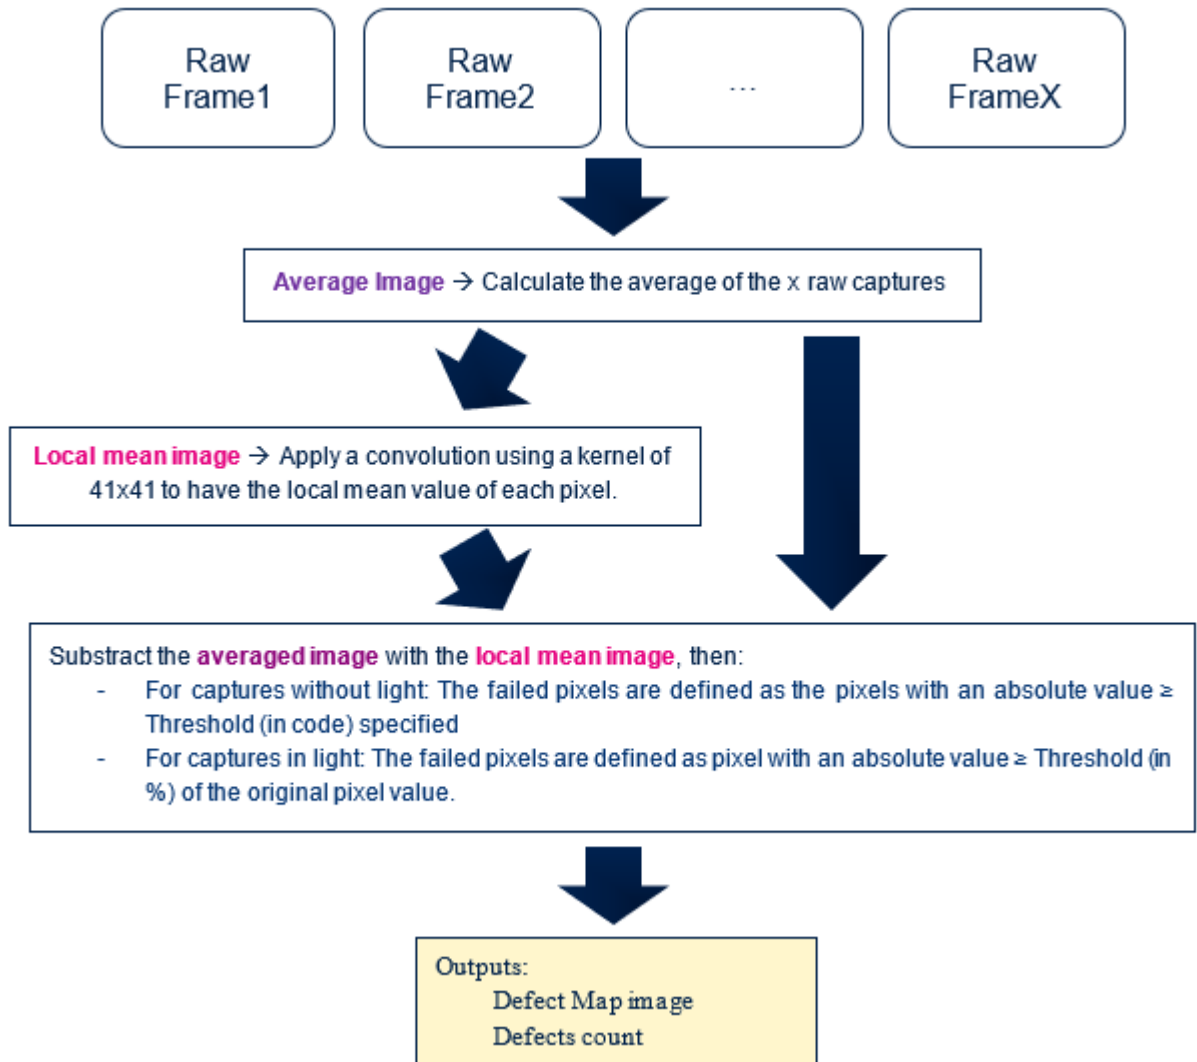 Raw
Frame1
Raw
Frame2
...
Raw
FrameX
Average Image → Calculate the average of the x raw captures
Local mean image → Apply a convolution using a kernel of
41x41 to have the local mean value of each pixel.
Substract the averaged image with the local mean image, then:
- For captures without light: The failed pixels are defined as the pixels with an absolute value ≥
Threshold (in code) specified
- For captures in light: The failed pixels are defined as pixel with an absolute value ≥ Threshold (in
%) of the original pixel value.
Outputs:
Defect Map image
Defects count